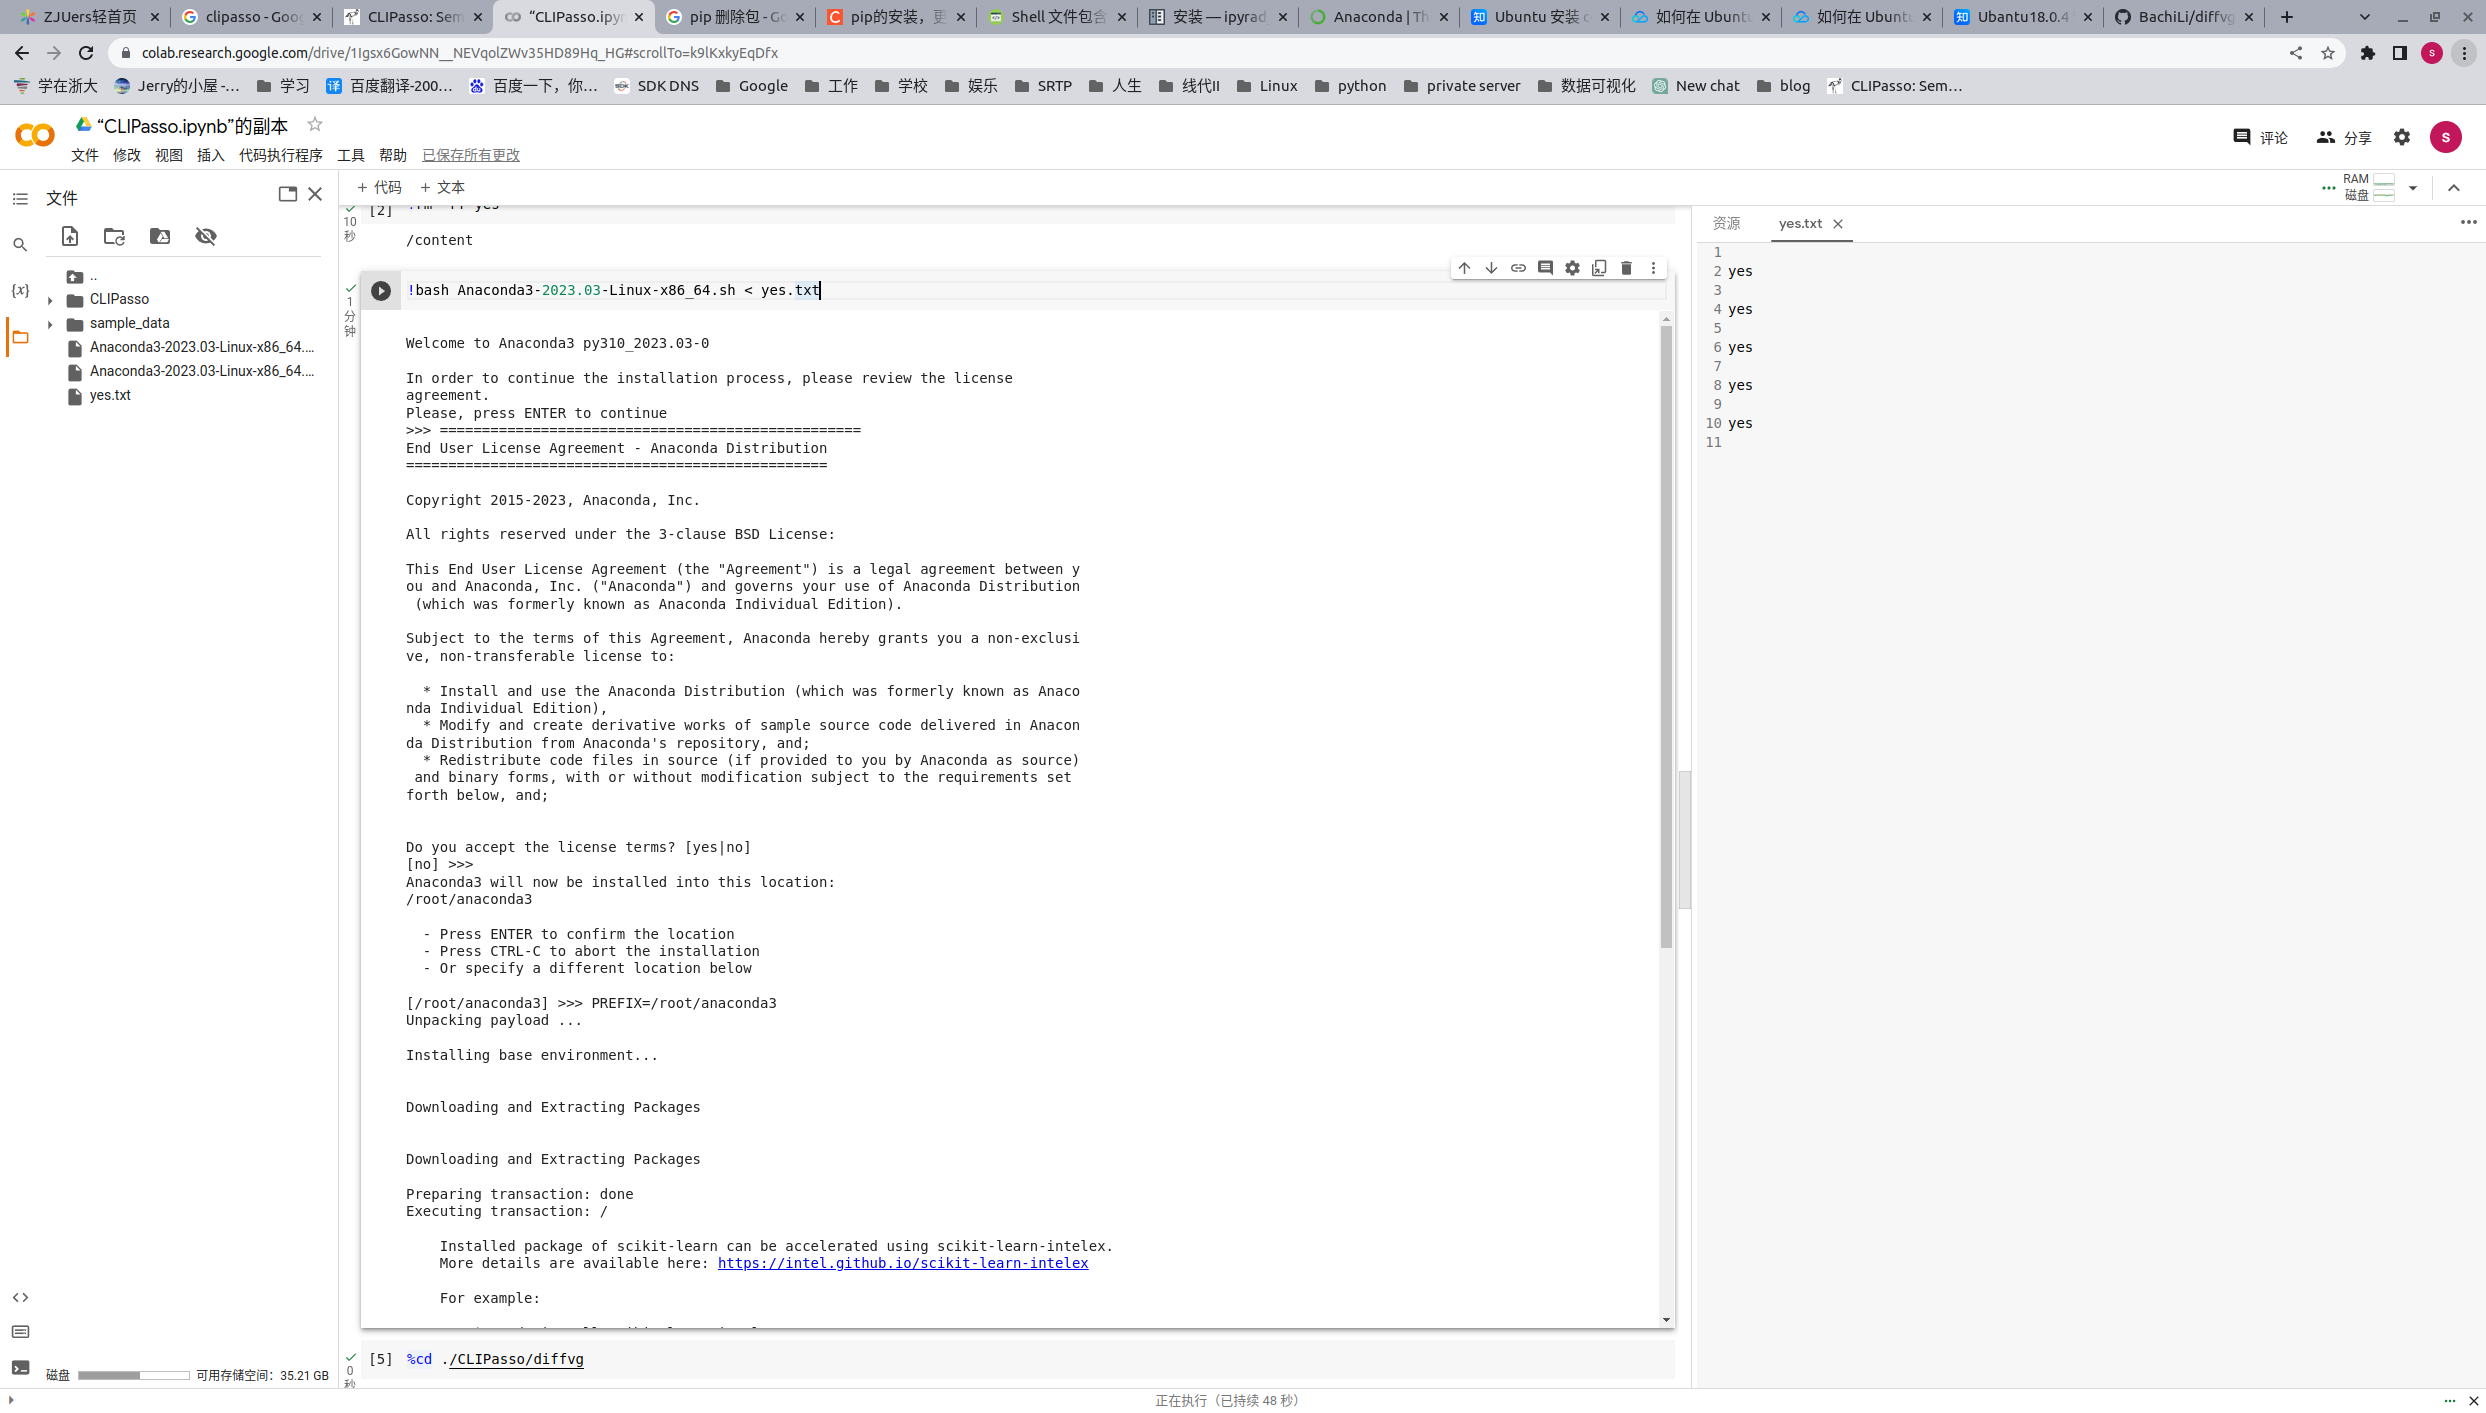 ZJUers轻首页
clipasso - Goo
CLIPasso: Sem
“CLIPasso.ipyn
pip 删除包 - G
pip的安装，更
Shell 文件包含
安装 — ipyrad
Anaconda | Th
Ubuntu 安装 c
如何在 Ubuntu
如何在 Ubuntu
Ubantu18.0.4
BachiLi/diffvg
colab.research.google.com/drive/1Igsx6GowNN__NEVqolZWv35HD89Hq_HG#scrollTo=k9lKxkyEqDfx
学在浙大 Jerry的小屋 -... 学习 百度翻译-200... 百度一下，你... SDK DNS Google 工作 学校 娱乐 SRTP 人生 线代II Linux python private server 数据可视化 New chat blog CLIPasso: Sem...
“CLIPasso.ipynb”的副本
评论 分享 S
文件 修改 视图 插入 代码执行程序 工具 帮助 已保存所有更改
文件
+ 代码 + 文本
RAM
磁盘
..
CLIPasso
sample_data
Anaconda3-2023.03-Linux-x86_64....
Anaconda3-2023.03-Linux-x86_64....
yes.txt
磁盘 可用存储空间：35.21 GB
[2]
10
秒
/content
1
分
钟
!bash Anaconda3-2023.03-Linux-x86_64.sh < yes.txt
Welcome to Anaconda3 py310_2023.03-0
In order to continue the installation process, please review the license
agreement.
Please, press ENTER to continue
>>> ==================================================
End User License Agreement - Anaconda Distribution
==================================================
Copyright 2015-2023, Anaconda, Inc.
All rights reserved under the 3-clause BSD License:
This End User License Agreement (the "Agreement") is a legal agreement between y
ou and Anaconda, Inc. ("Anaconda") and governs your use of Anaconda Distribution
(which was formerly known as Anaconda Individual Edition).
Subject to the terms of this Agreement, Anaconda hereby grants you a non-exclusi
ve, non-transferable license to:
* Install and use the Anaconda Distribution (which was formerly known as Anaco
nda Individual Edition),
* Modify and create derivative works of sample source code delivered in Anacon
da Distribution from Anaconda's repository, and;
* Redistribute code files in source (if provided to you by Anaconda as source)
and binary forms, with or without modification subject to the requirements set
forth below, and;
Do you accept the license terms? [yes|no]
[no] >>>
Anaconda3 will now be installed into this location:
/root/anaconda3
- Press ENTER to confirm the location
- Press CTRL-C to abort the installation
- Or specify a different location below
[/root/anaconda3] >>> PREFIX=/root/anaconda3
Unpacking payload ...
Installing base environment...
Downloading and Extracting Packages
Downloading and Extracting Packages
Preparing transaction: done
Executing transaction: /
Installed package of scikit-learn can be accelerated using scikit-learn-intelex.
More details are available here: https://intel.github.io/scikit-learn-intelex
For example:
[5] %cd ./CLIPasso/diffvg
0
秒
资源 yes.txt
1
2 yes
3
4 yes
5
6 yes
7
8 yes
9
10 yes
11
正在执行（已持续 48 秒）